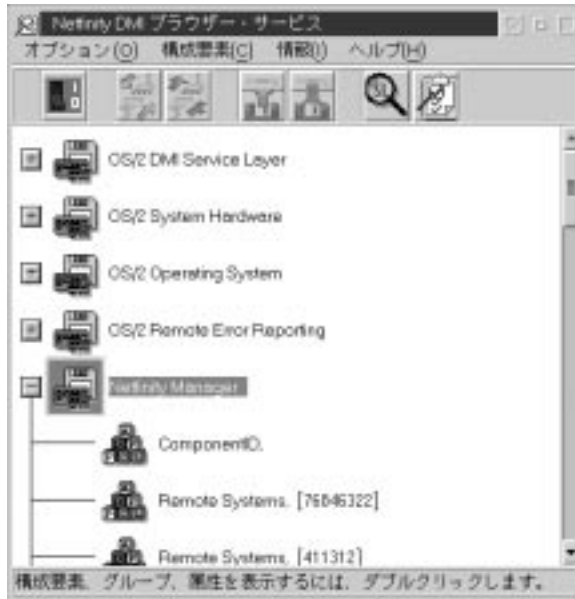 Netfinity DMI ブラウザー・サービス
オプション(O) 構成要素(C) 情報(I) ヘルプ(H)
OS/2 DMI Service Layer
OS/2 System Hardware
OS/2 Operating System
OS/2 Remote Error Reporting
Netfinity Manager
ComponentID.
Remote Systems. [76846322]
Remote Systems. [411312]
構成要素、グループ、属性を表示するには、ダブルクリックします。